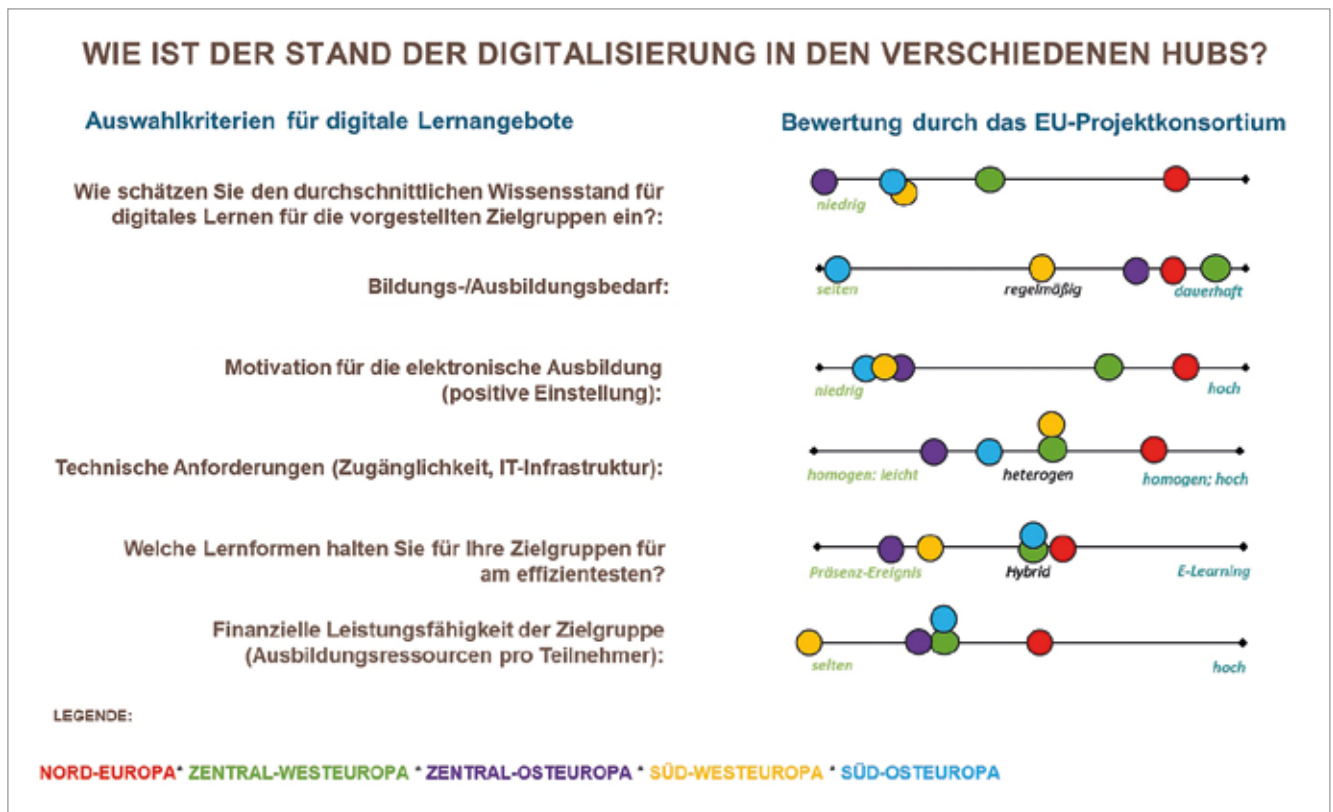 WIE IST DER STAND DER DIGITALISIERUNG IN DEN VERSCHIEDENEN HUBS?
Auswahlkriterien für digitale Lernangebote
Bewertung durch das EU-Projektkonsortium
Wie schätzen Sie den durchschnittlichen Wissensstand für
digitales Lernen für die vorgestellten Zielgruppen ein?:
niedrig
Bildungs-/Ausbildungsbedarf:
selten
regelmäßig
dauerhaft
Motivation für die elektronische Ausbildung
(positive Einstellung):
niedrig
hoch
Technische Anforderungen (Zugänglichkeit, IT-Infrastruktur):
homogen: leicht
heterogen
homogen; hoch
Welche Lernformen halten Sie für Ihre Zielgruppen für
am effizientesten?
Präsenz-Ereignis
Hybrid
E-Learning
Finanzielle Leistungsfähigkeit der Zielgruppe
(Ausbildungsressourcen pro Teilnehmer):
selten
hoch
LEGENDE:
NORD-EUROPA* ZENTRAL-WESTEUROPA * ZENTRAL-OSTEUROPA * SÜD-WESTEUROPA * SÜD-OSTEUROPA